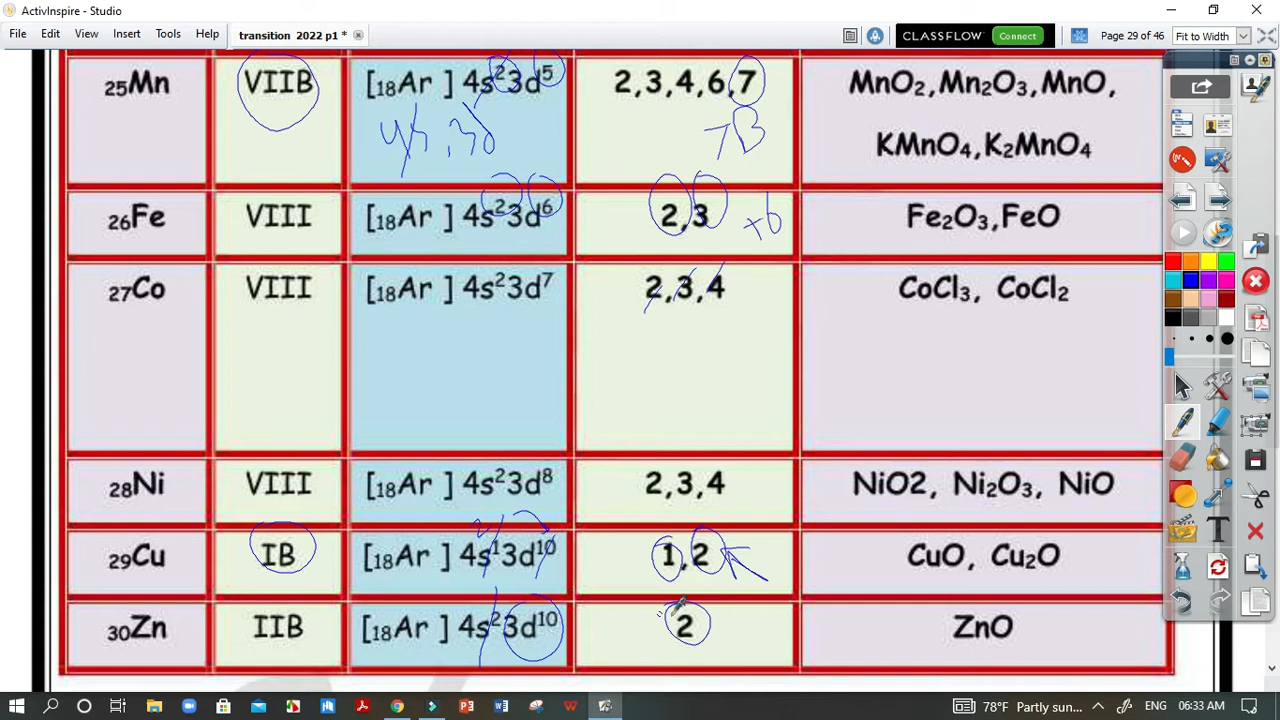 ActivInspire - Studio
File Edit View Insert Tools Help
transition 2022 p1 *
CLASSFLOW Connect
Page 29 of 46
Fit to Width
25Mn VIIB [18Ar ] 4s23d5 2,3,4,6,7 MnO2,Mn2O3,MnO,
KMnO4,K2MnO4
7B
26Fe VIII [18Ar ] 4s23d6 2,3 +6 Fe2O3,FeO
27Co VIII [18Ar ] 4s23d7 2,3,4 CoCl3, CoCl2
28Ni VIII [18Ar ] 4s23d8 2,3,4 NiO2, Ni2O3, NiO
29Cu IB [18Ar ] 4s13d10 1,2 CuO, Cu2O
30Zn IIB [18Ar ] 4s23d10 2 ZnO
78°F Partly sun...
ENG 06:33 AM